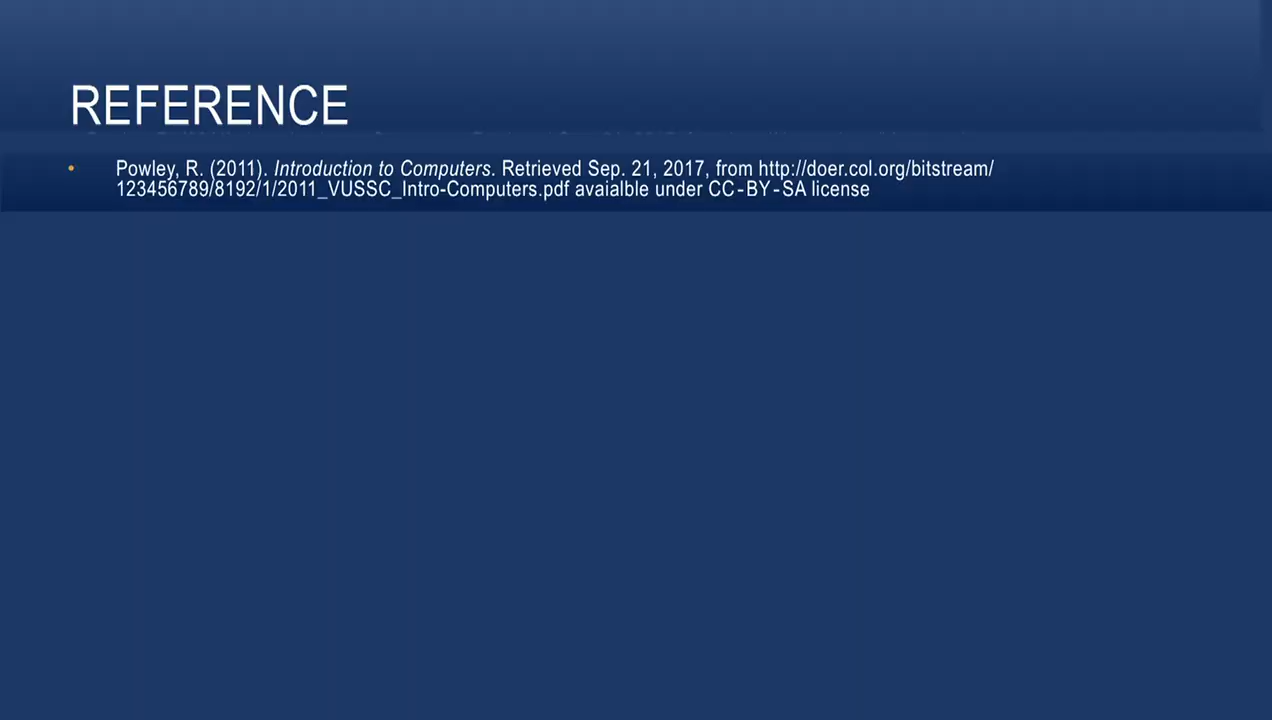 REFERENCE
• Powley, R. (2011). Introduction to Computers. Retrieved Sep. 21, 2017, from http://doer.col.org/bitstream/
123456789/8192/1/2011_VUSSC_Intro-Computers.pdf avaialble under CC-BY-SA license